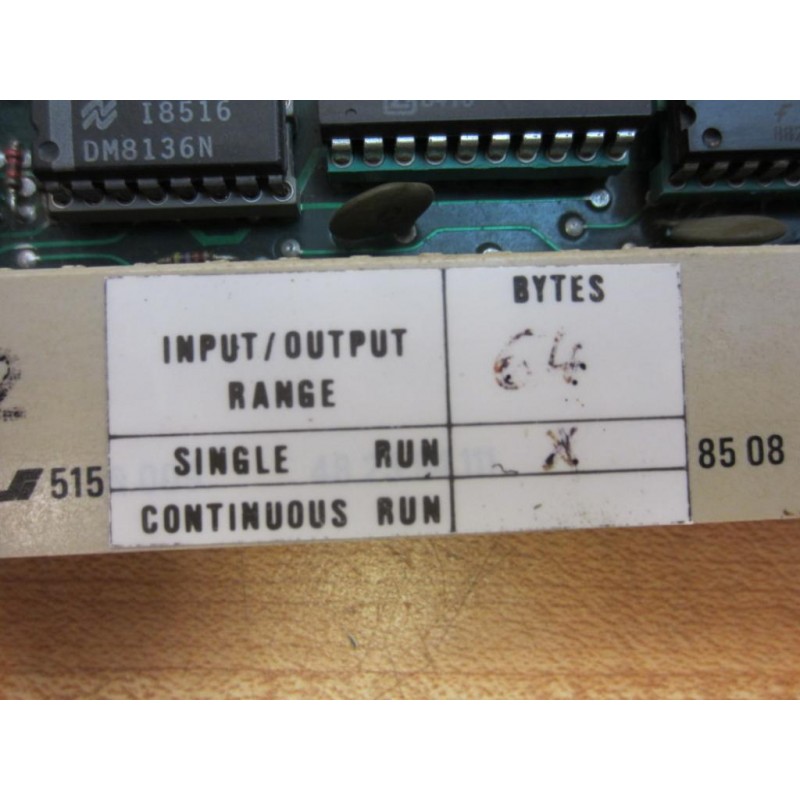 I8516
DM8136N
BYTES
INPUT/OUTPUT
RANGE
64
SINGLE RUN X
CONTINUOUS RUN
515
85 08